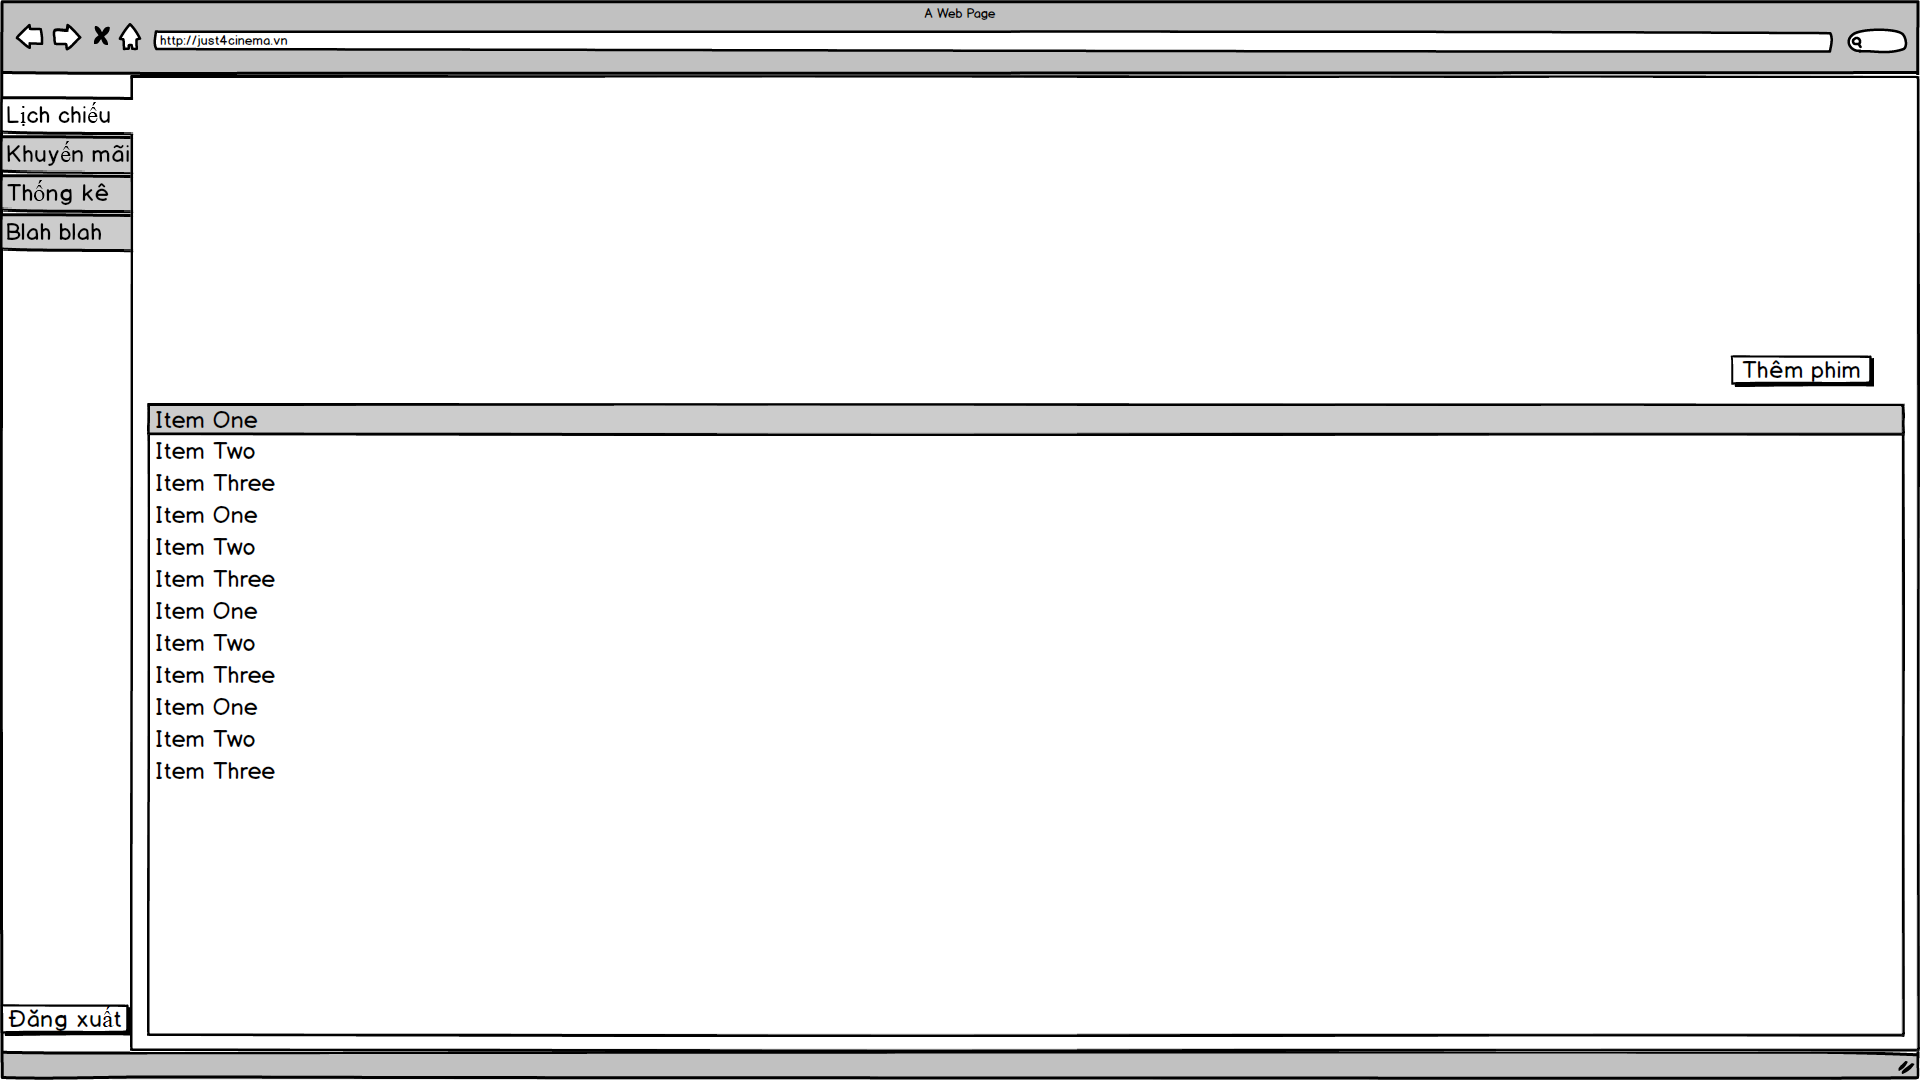 A Web Page
http://just4cinema.vn
Lịch chiếu
Khuyến mãi
Thống kê
Blah blah
Thêm phim
Item One
Item Two
Item Three
Item One
Item Two
Item Three
Item One
Item Two
Item Three
Item One
Item Two
Item Three
Đăng xuất